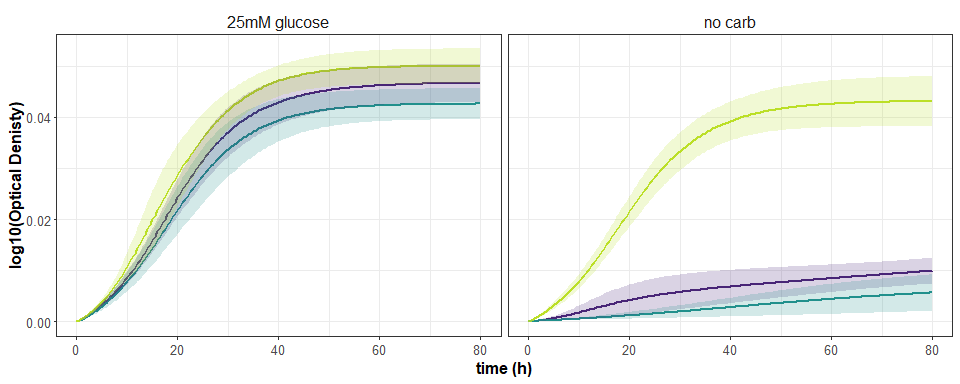 25mM glucose
no carb
log10(Optical Denisty)
0.04
0.02
0.00
0 20 40 60 80
0 20 40 60 80
time (h)